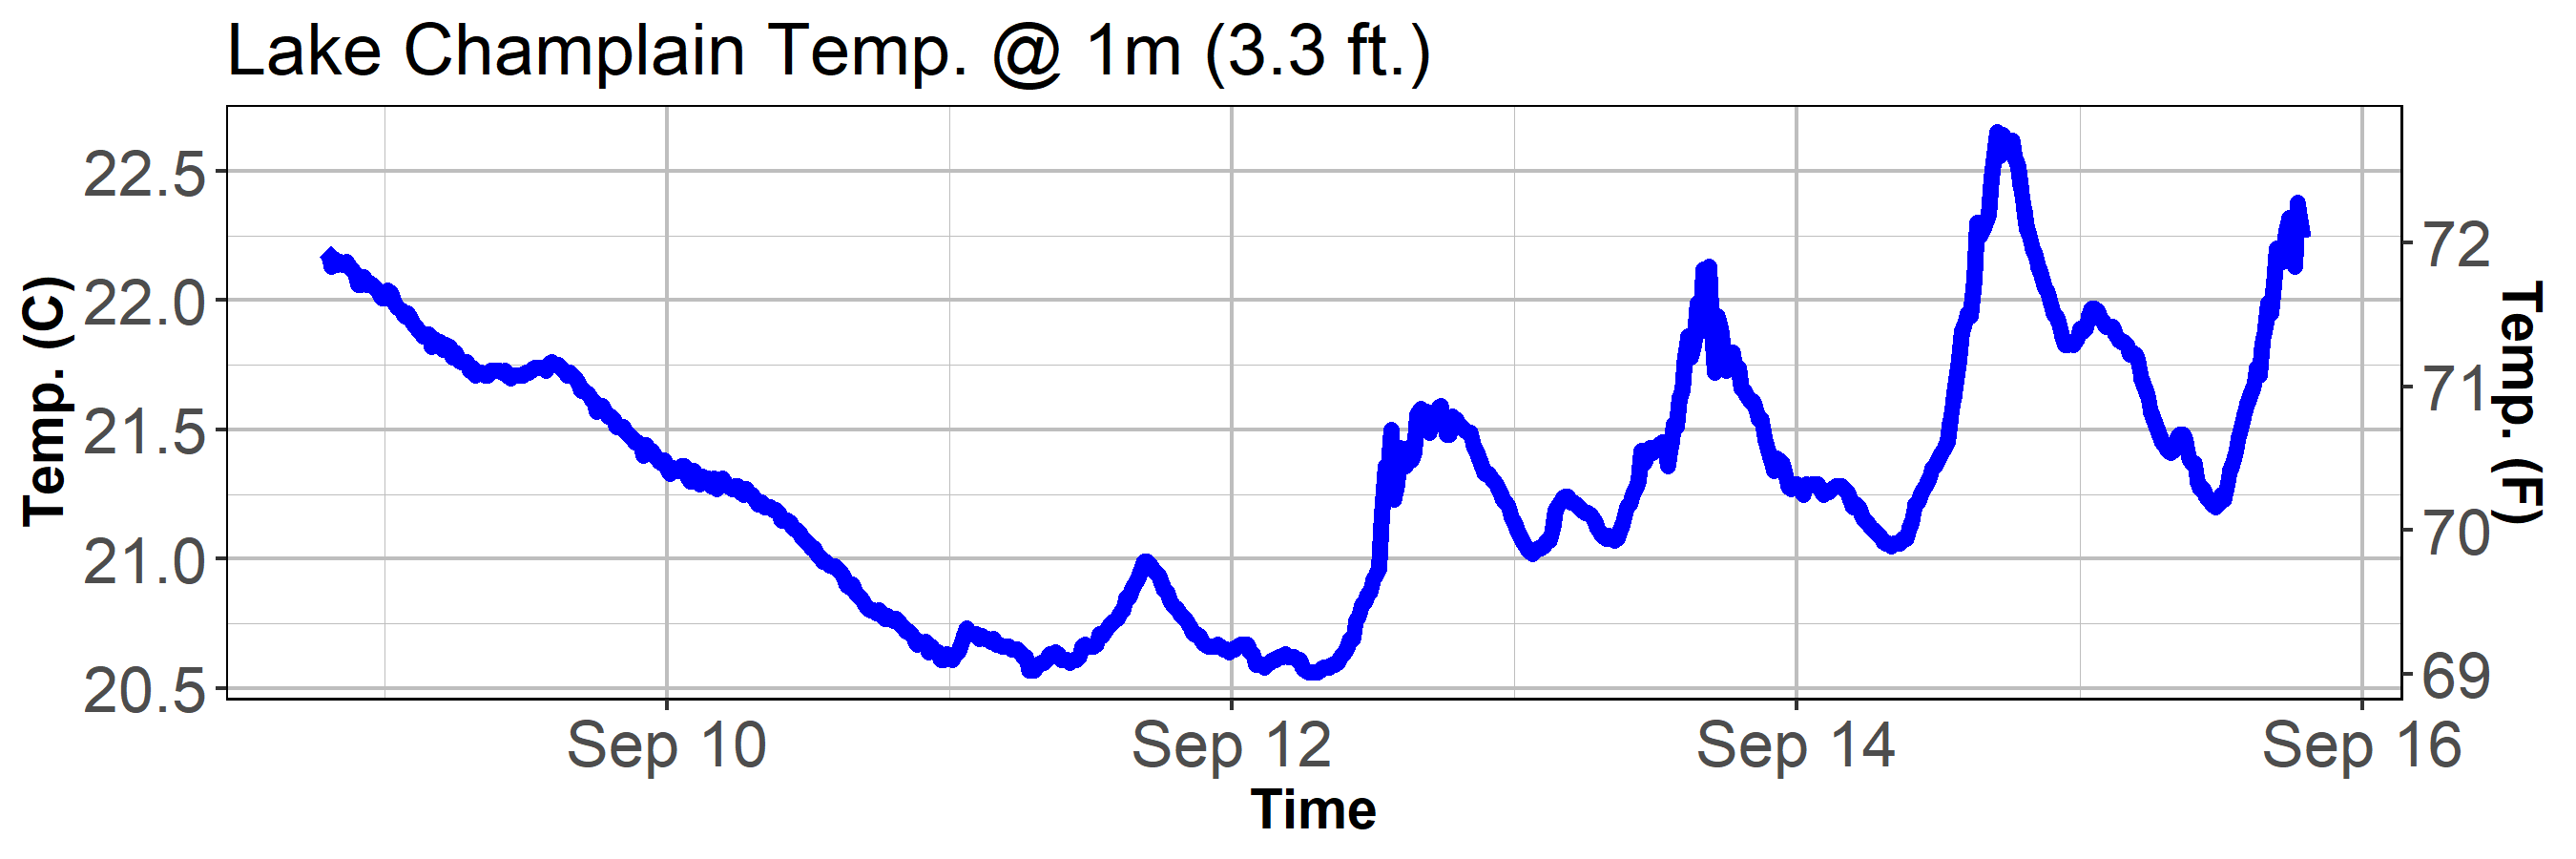 Lake Champlain Temp. @ 1m (3.3 ft.)
Temp. (C)
22.5
22.0
21.5
21.0
20.5
72
71
70
69
Temp. (F)
Sep 10 Sep 12 Sep 14 Sep 16
Time